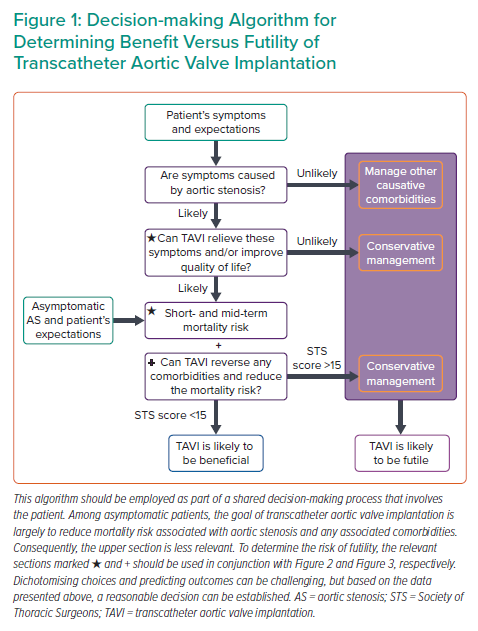 Figure 1: Decision-making Algorithm for
Determining Benefit Versus Futility of
Transcatheter Aortic Valve Implantation
Patient's symptoms
and expectations
Are symptoms caused
by aortic stenosis?
Unlikely
Manage other
causative
comorbidities
Likely
★Can TAVI relieve these
symptoms and/or improve
quality of life?
Unlikely
Conservative
management
Likely
Asymptomatic
AS and patient's
expectations
★ Short- and mid-term
mortality risk
+
✚ Can TAVI reverse any
comorbidities and reduce
the mortality risk?
STS
score >15
Conservative
management
STS score <15
TAVI is likely to
be beneficial
TAVI is likely
to be futile
This algorithm should be employed as part of a shared decision-making process that involves
the patient. Among asymptomatic patients, the goal of transcatheter aortic valve implantation is
largely to reduce mortality risk associated with aortic stenosis and any associated comorbidities.
Consequently, the upper section is less relevant. To determine the risk of futility, the relevant
sections marked ★ and + should be used in conjunction with Figure 2 and Figure 3, respectively.
Dichotomising choices and predicting outcomes can be challenging, but based on the data
presented above, a reasonable decision can be established. AS = aortic stenosis; STS = Society of
Thoracic Surgeons; TAVI = transcatheter aortic valve implantation.